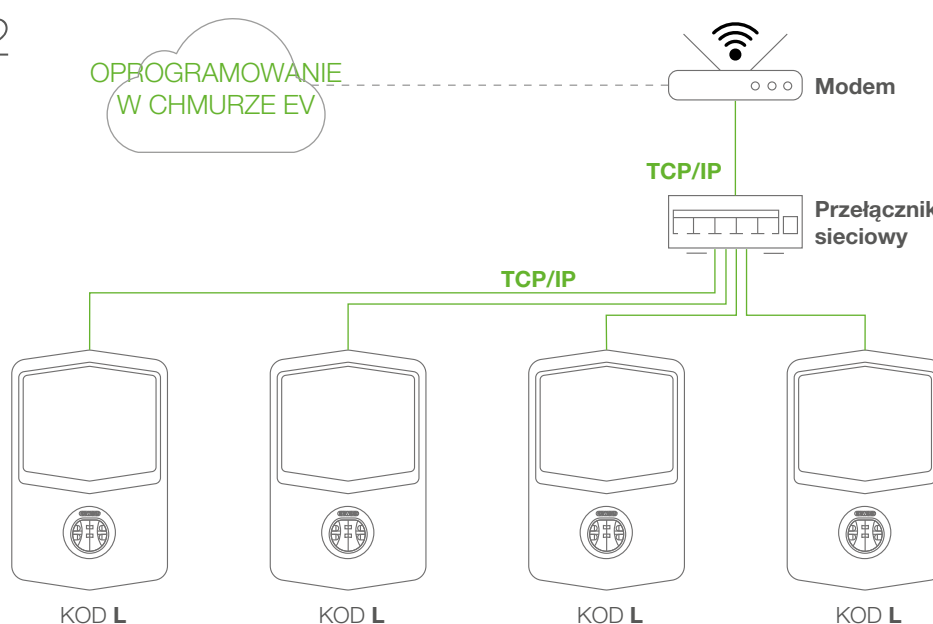 2
OPROGRAMOWANIE
W CHMURZE EV
Modem
TCP/IP
Przełącznik
sieciowy
TCP/IP
KOD L
KOD L
KOD L
KOD L